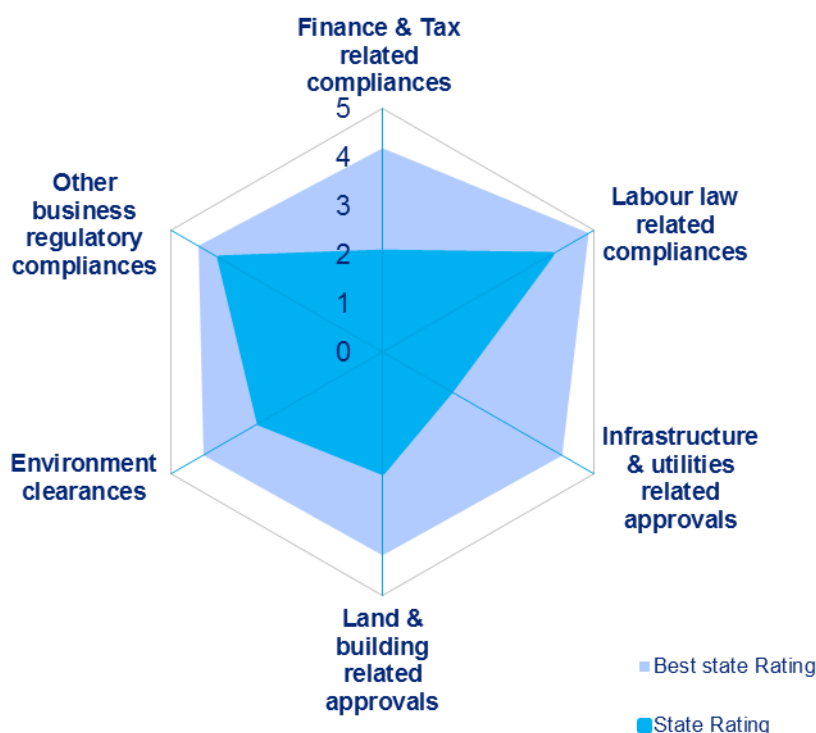 Finance & Tax
related
compliances
5
4
3
2
1
0
Labour law
related
compliances
Infrastructure
& utilities
related
approvals
Land &
building
related
approvals
Environment
clearances
Other
business
regulatory
compliances
Best state Rating
State Rating